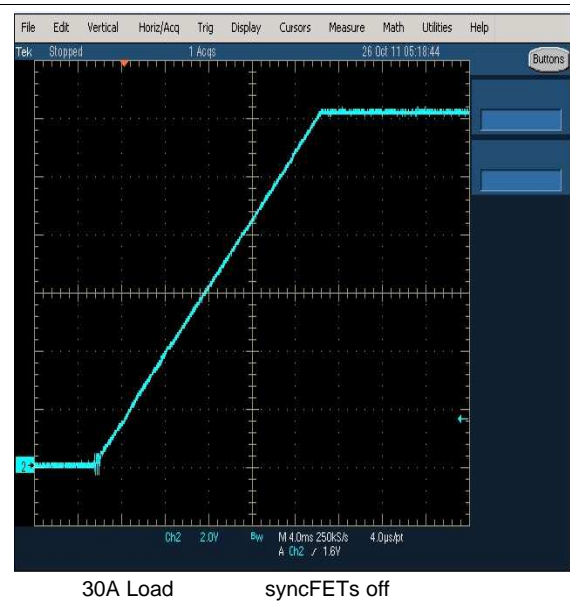 File Edit Vertical Horiz/Acq Trig Display Cursors Measure Math Utilities Help
Tek Stopped 1 Acqs 26 Oct 11 05:18:44
Buttons
2
Ch2 2.0V Bw M 4.0ms 250kS/s 4.0µs/pt
A Ch2 / 1.6V
30A Load syncFETs off